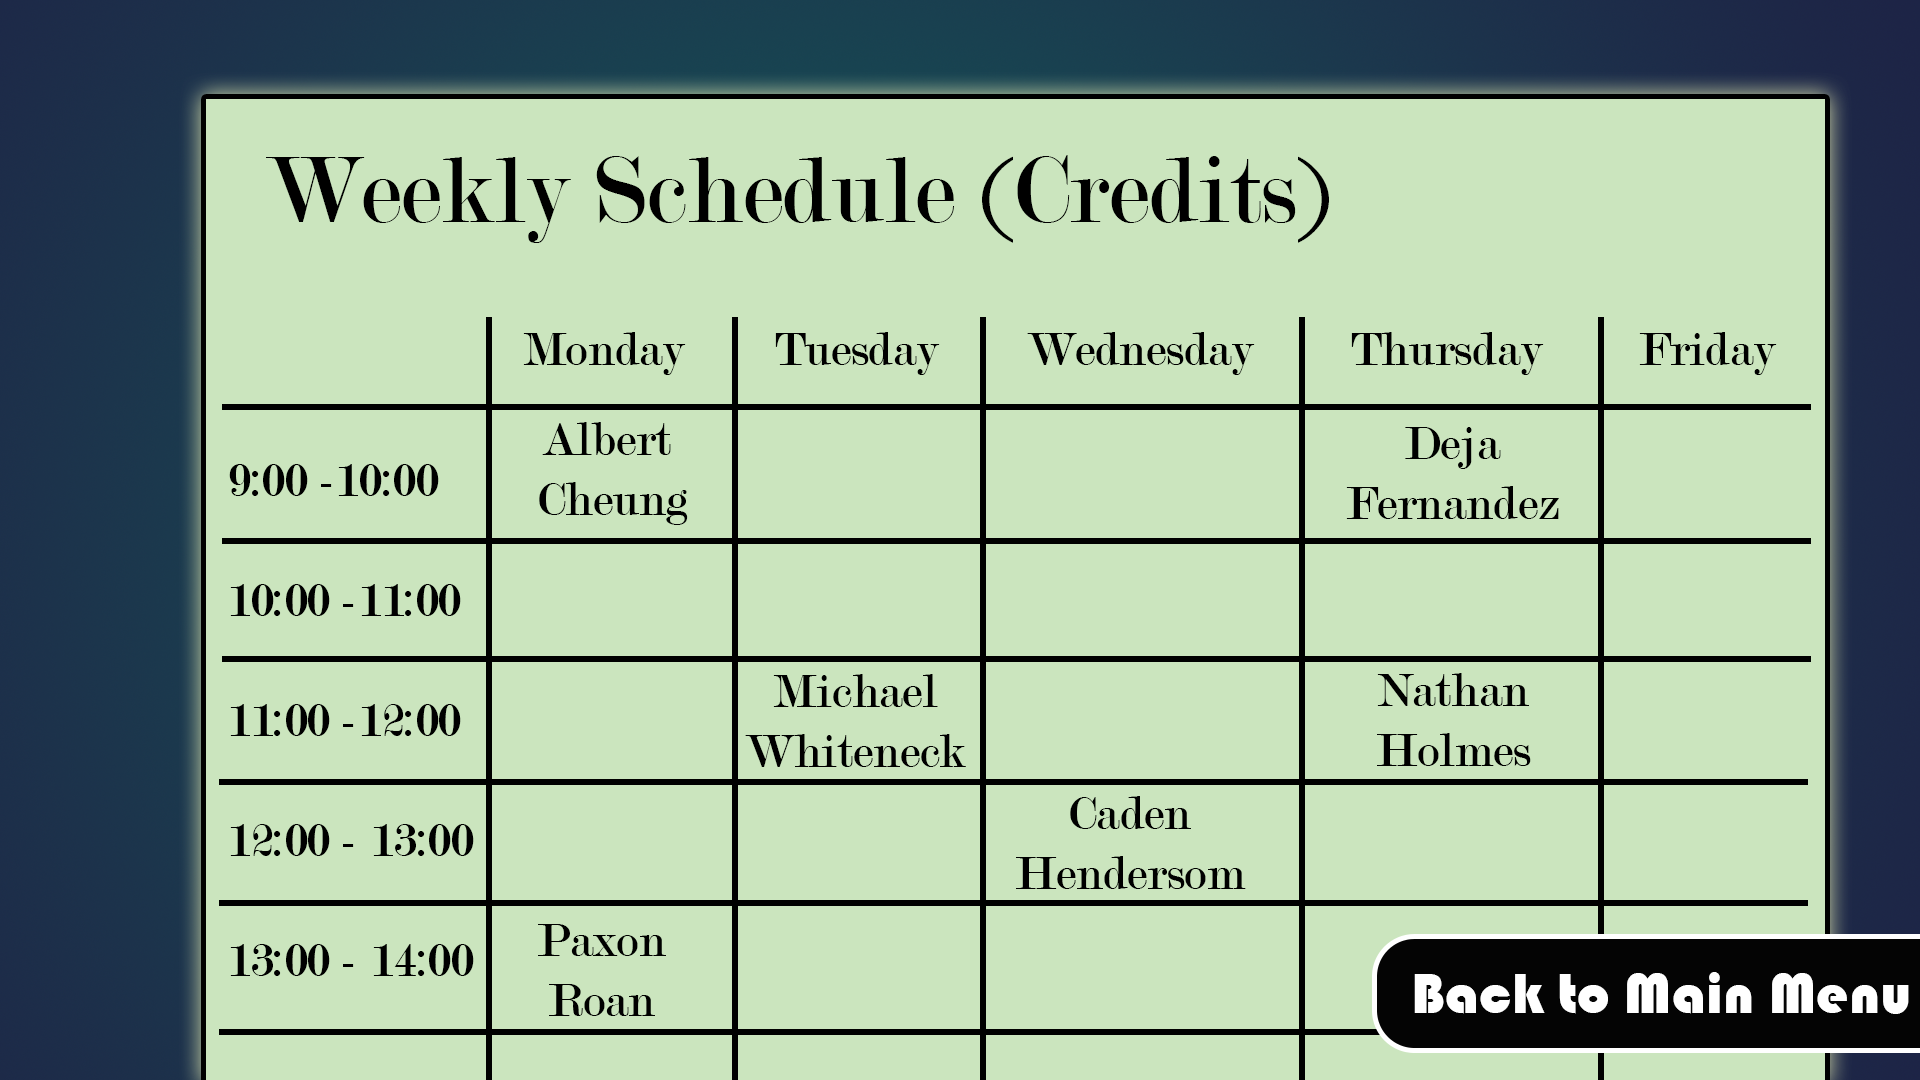 Weekly Schedule (Credits)
Monday Tuesday Wednesday Thursday Friday
9:00 -10:00
Albert
Cheung
Deja
Fernandez
10:00 -11:00
11:00 -12:00
Michael
Whiteneck
Nathan
Holmes
12:00 - 13:00
Caden
Hendersom
13:00 - 14:00
Paxon
Roan
Back to Main Menu